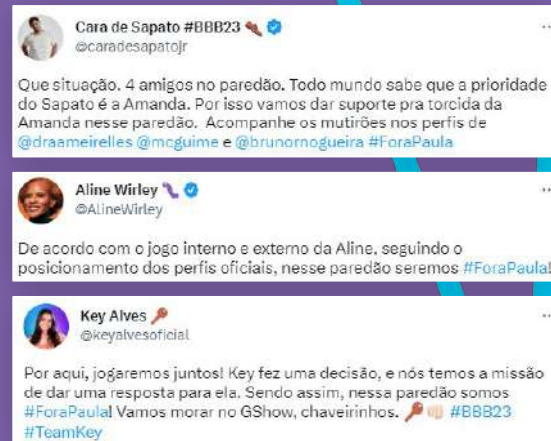 Cara de Sapato #BBB23
@caradesapatojr
Que situação. 4 amigos no paredão. Todo mundo sabe que a prioridade
do Sapato é a Amanda. Por isso vamos dar suporte pra torcida da
Amanda nesse paredão. Acompanhe os mutirões nos perfis de
@draameirelles @mcguime e @brunornogueira #ForaPaula
Aline Wirley
@AlineWirley
De acordo com o jogo interno e externo da Aline, seguindo o
posicionamento dos perfis oficiais, nesse paredão seremos #ForaPaula!
Key Alves
@keyalvesoficial
Por aqui, jogaremos juntos! Key fez uma decisão, e nós temos a missão
de dar uma resposta para ela. Sendo assim, nessa paredão somos
#ForaPaula! Vamos morar no GShow, chaveirinhos. #BBB23
#TeamKey